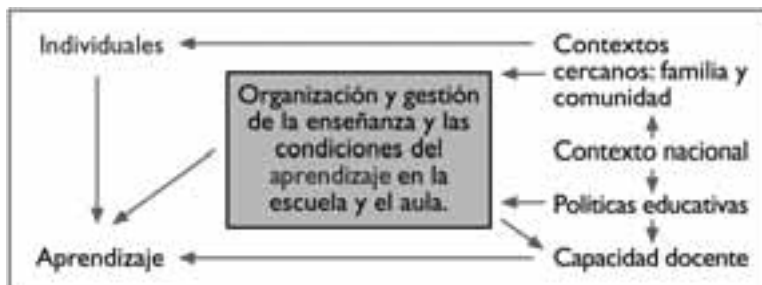 Individuales
Contextos
cercanos: familia y
comunidad
Organización y gestión
de la enseñanza y las
condiciones del
aprendizaje en la
escuela y el aula.
Contexto nacional
Políticas educativas
Aprendizaje
Capacidad docente